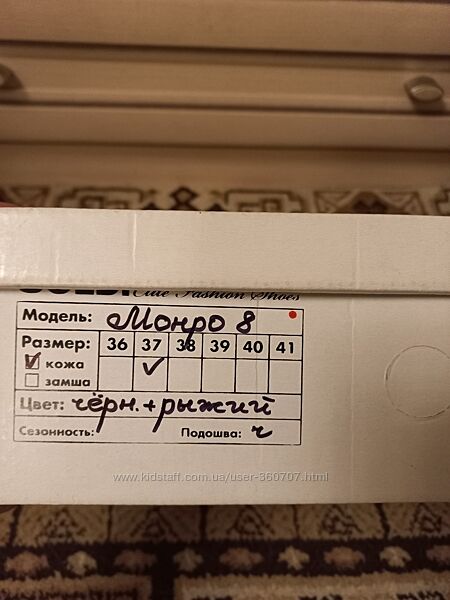 Elite Fashion Shoes
Модель: Монро 8
Размер: 36 37 38 39 40 41
кожа
замша
Цвет: чёрн.+рыжий
Сезонность: Подошва: ч
www.kidstaff.com.ua/user-360707.html